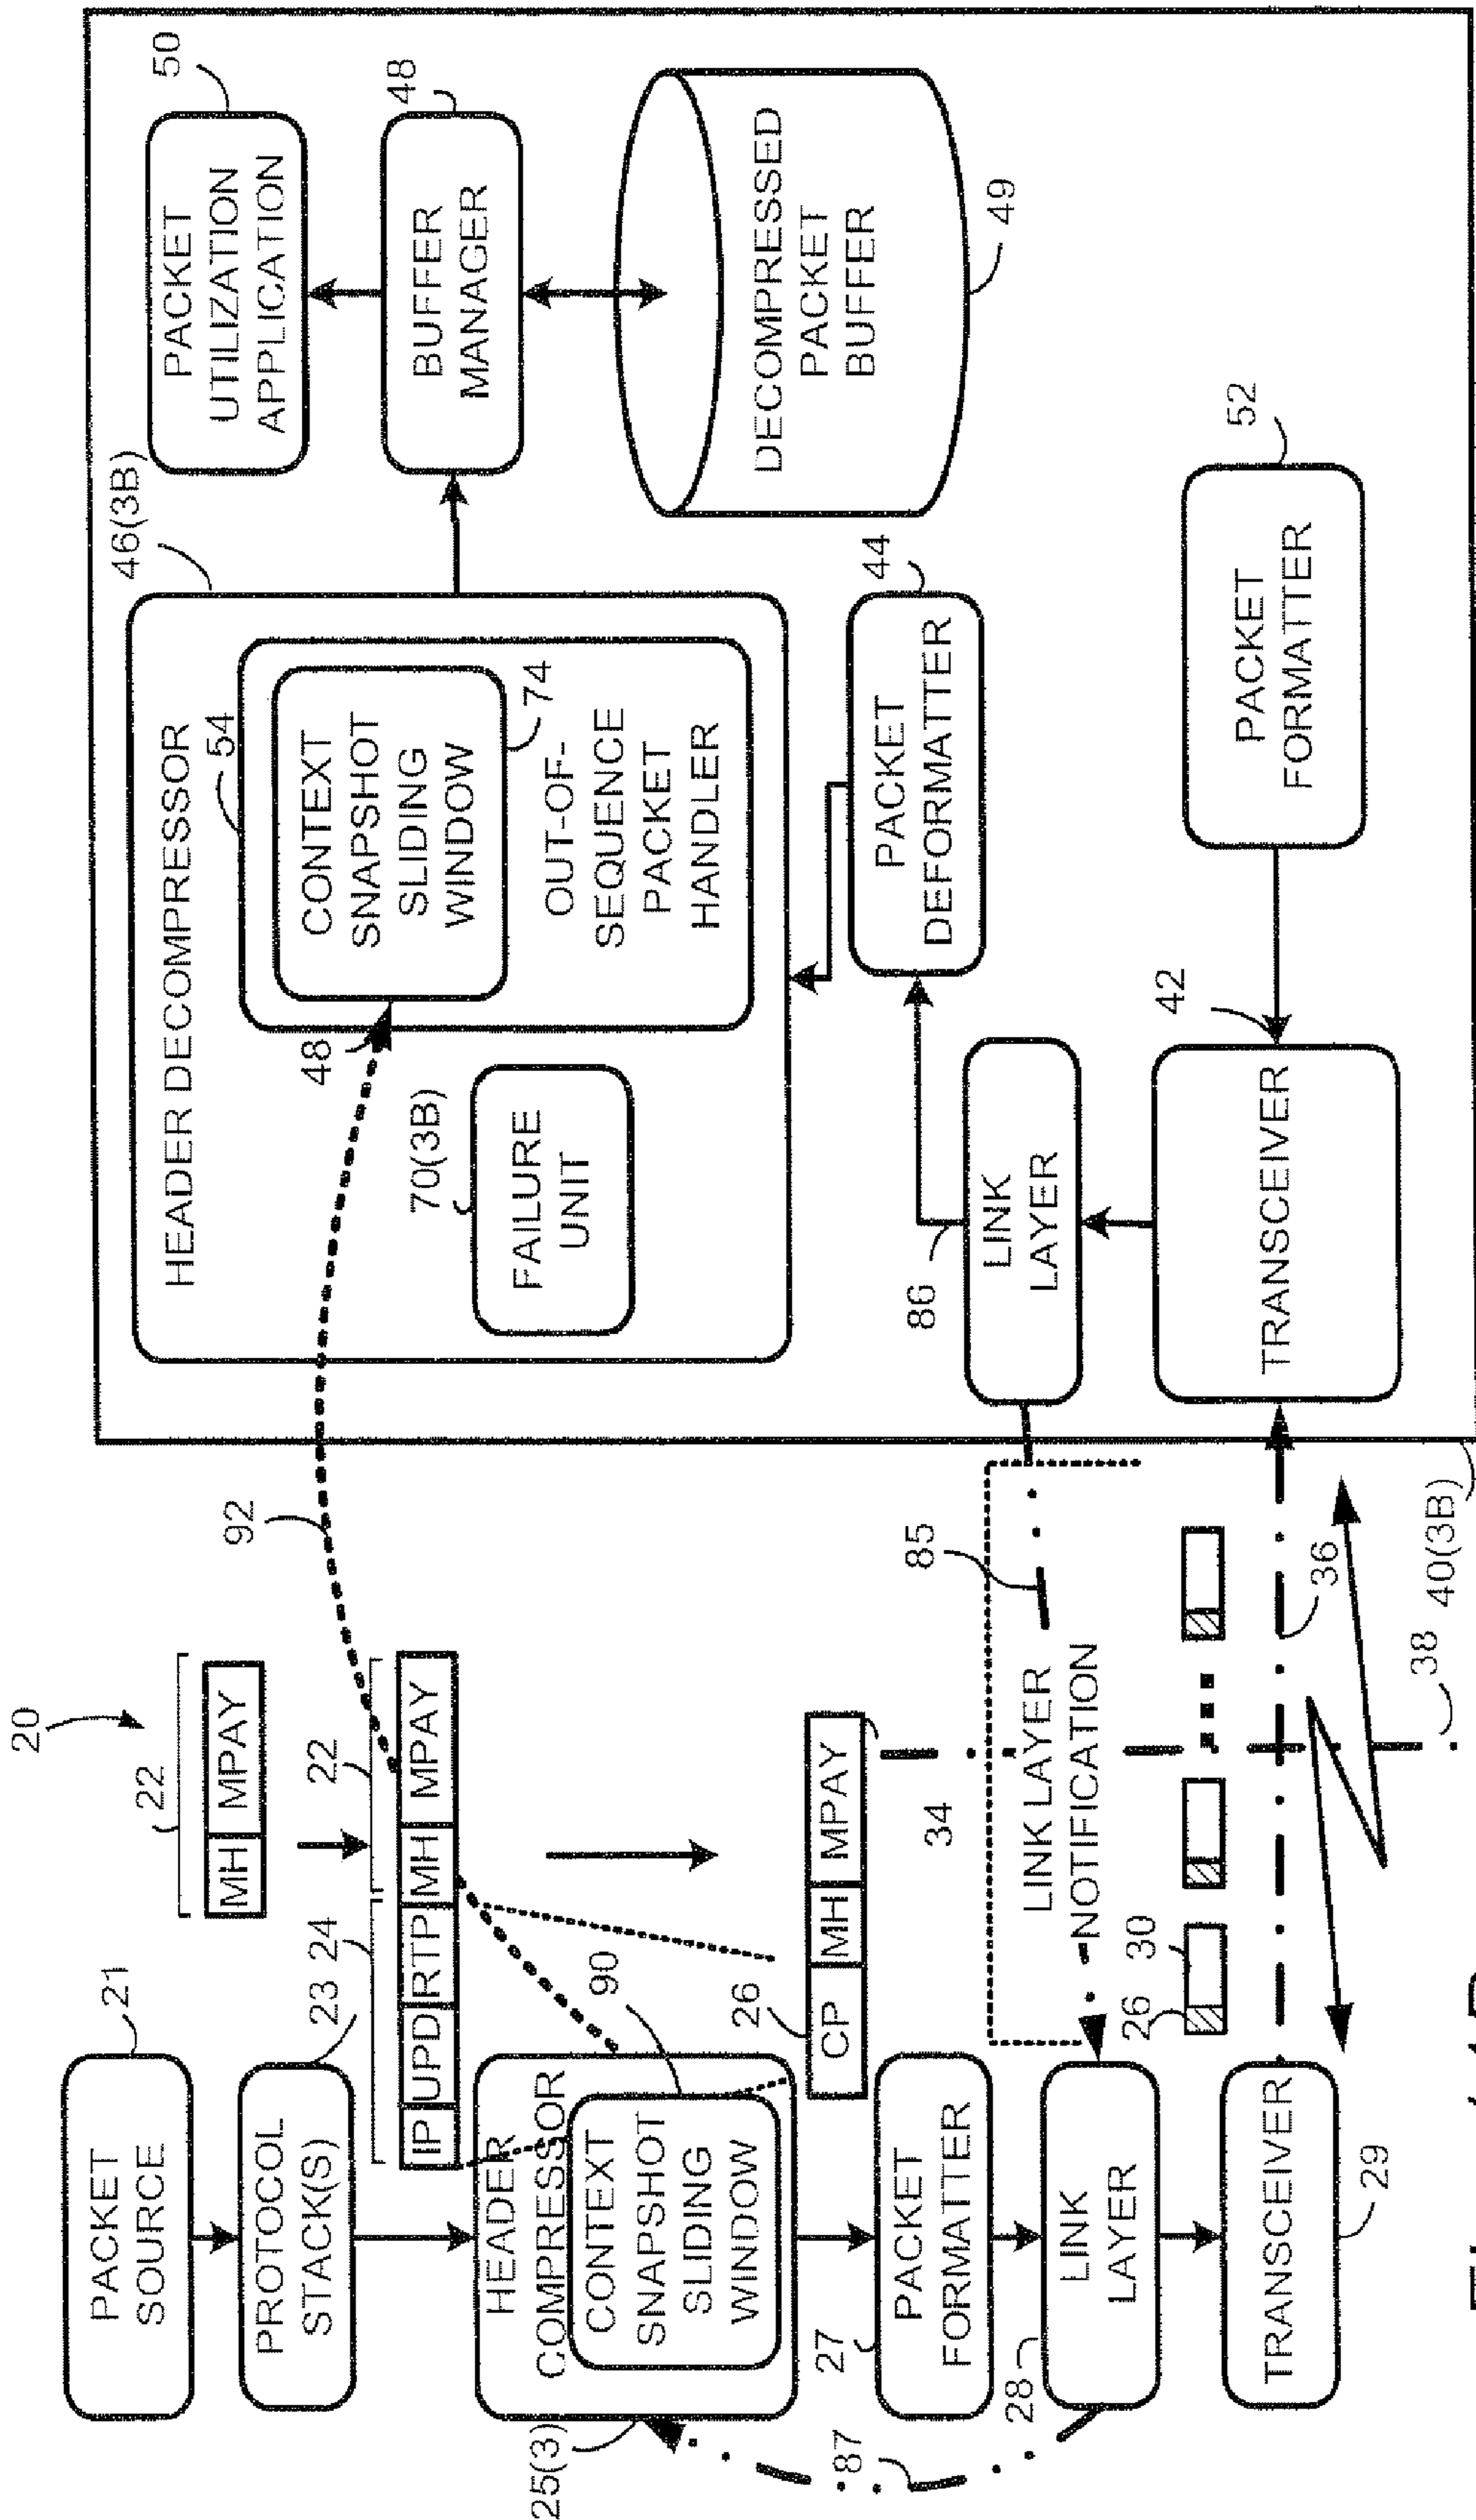 20
22
MH MPAY
PACKET
SOURCE
21
PROTOCOL
STACK(S)
23
24
22
IP UPD RTP MH MPAY
92
HEADER
COMPRESSOR
CONTEXT
SNAPSHOT
SLIDING
WINDOW
90
25(3)
26
CP MH MPAY
34
PACKET
FORMATTER
27
87
LINK
LAYER
28
LINK LAYER
NOTIFICATION
85
26
30
TRANSCEIVER
29
36
38
40(3B)
HEADER DECOMPRESSOR
46(3B)
54
CONTEXT
SNAPSHOT
SLIDING
WINDOW
74
OUT-OF-
SEQUENCE
PACKET
HANDLER
48
70(3B)
FAILURE
UNIT
PACKET
UTILIZATION
APPLICATION
50
BUFFER
MANAGER
48
DECOMPRESSED
PACKET
BUFFER
49
PACKET
DEFORMATTER
44
LINK
LAYER
86
TRANSCEIVER
42
PACKET
FORMATTER
52